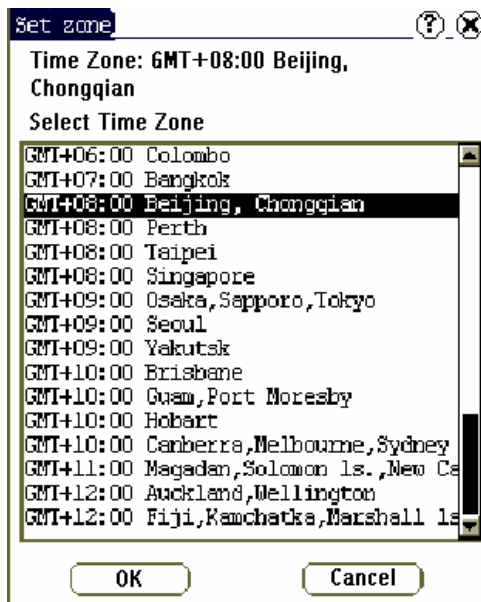 Set zone
Time Zone: GMT+08:00 Beijing,
Chongqian
Select Time Zone
GMT+06:00 Colombo
GMT+07:00 Bangkok
GMT+08:00 Beijing, Chongqian
GMT+08:00 Perth
GMT+08:00 Taipei
GMT+08:00 Singapore
GMT+09:00 Osaka,Sapporo,Tokyo
GMT+09:00 Seoul
GMT+09:00 Yakutsk
GMT+10:00 Brisbane
GMT+10:00 Guam,Port Moresby
GMT+10:00 Hobart
GMT+10:00 Canberra,Melbourne,Sydney
GMT+11:00 Magadan,Solomon ls.,New Ca
GMT+12:00 Auckland,Wellington
GMT+12:00 Fiji,Kamchatka,Marshall ls
OK Cancel